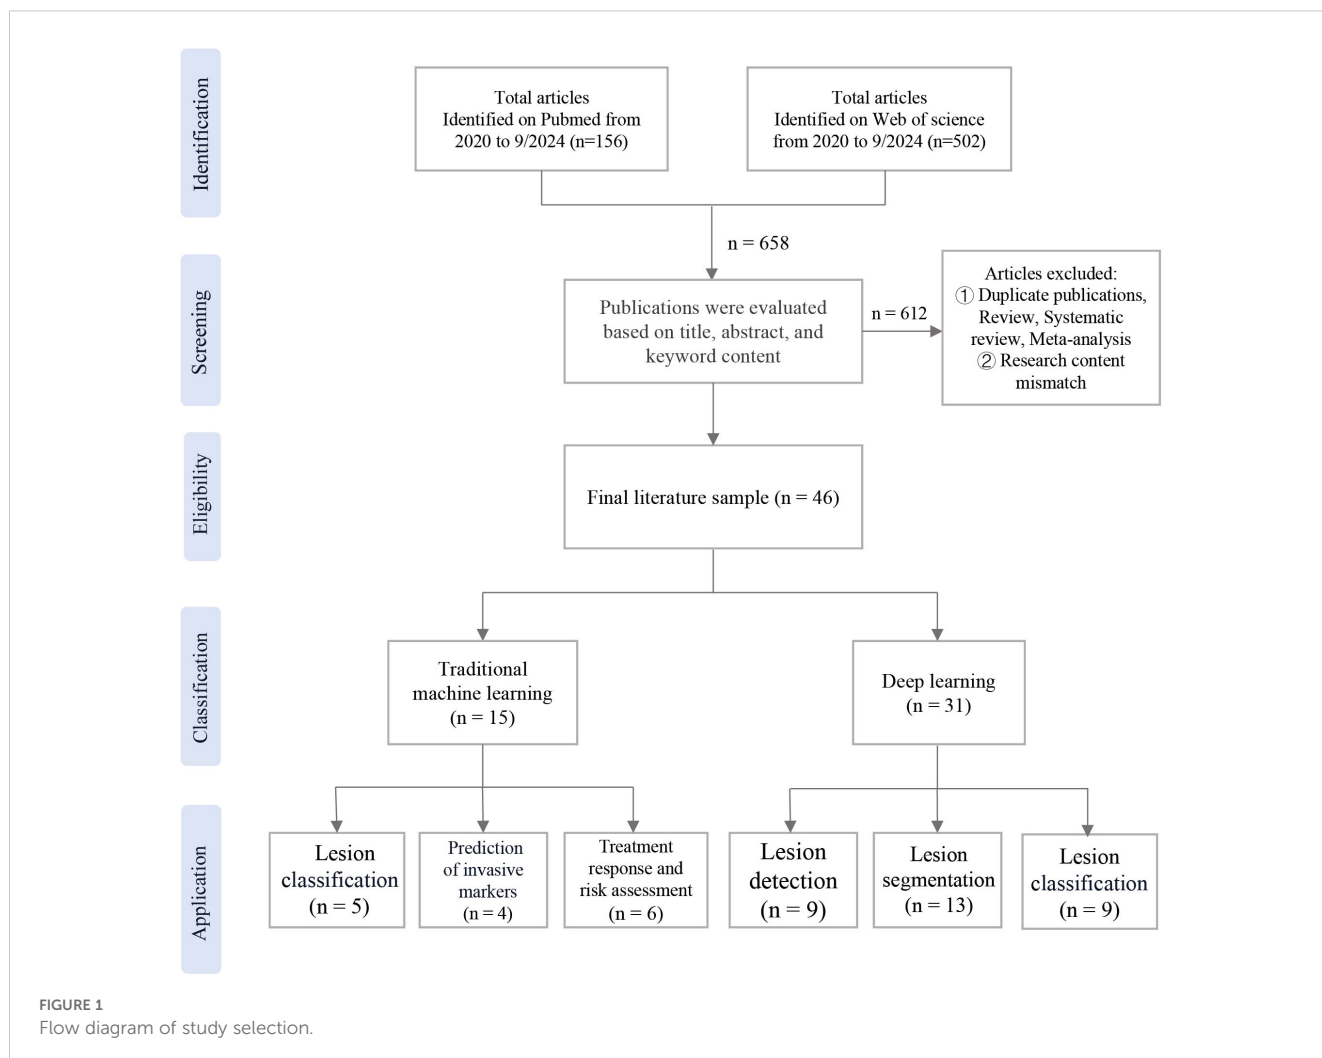 Identification
Total articles
Identified on Pubmed from
2020 to 9/2024 (n=156)
Total articles
Identified on Web of science
from 2020 to 9/2024 (n=502)
n = 658
Screening
Publications were evaluated
based on title, abstract, and
keyword content
n = 612
Articles excluded:
① Duplicate publications,
Review, Systematic
review, Meta-analysis
② Research content
mismatch
Eligibility
Final literature sample (n = 46)
Classification
Traditional
machine learning
(n = 15)
Deep learning
(n = 31)
Application
Lesion
classification
(n = 5)
Prediction
of invasive
markers
(n = 4)
Treatment
response and
risk assessment
(n = 6)
Lesion
detection
(n = 9)
Lesion
segmentation
(n = 13)
Lesion
classification
(n = 9)
FIGURE 1
Flow diagram of study selection.